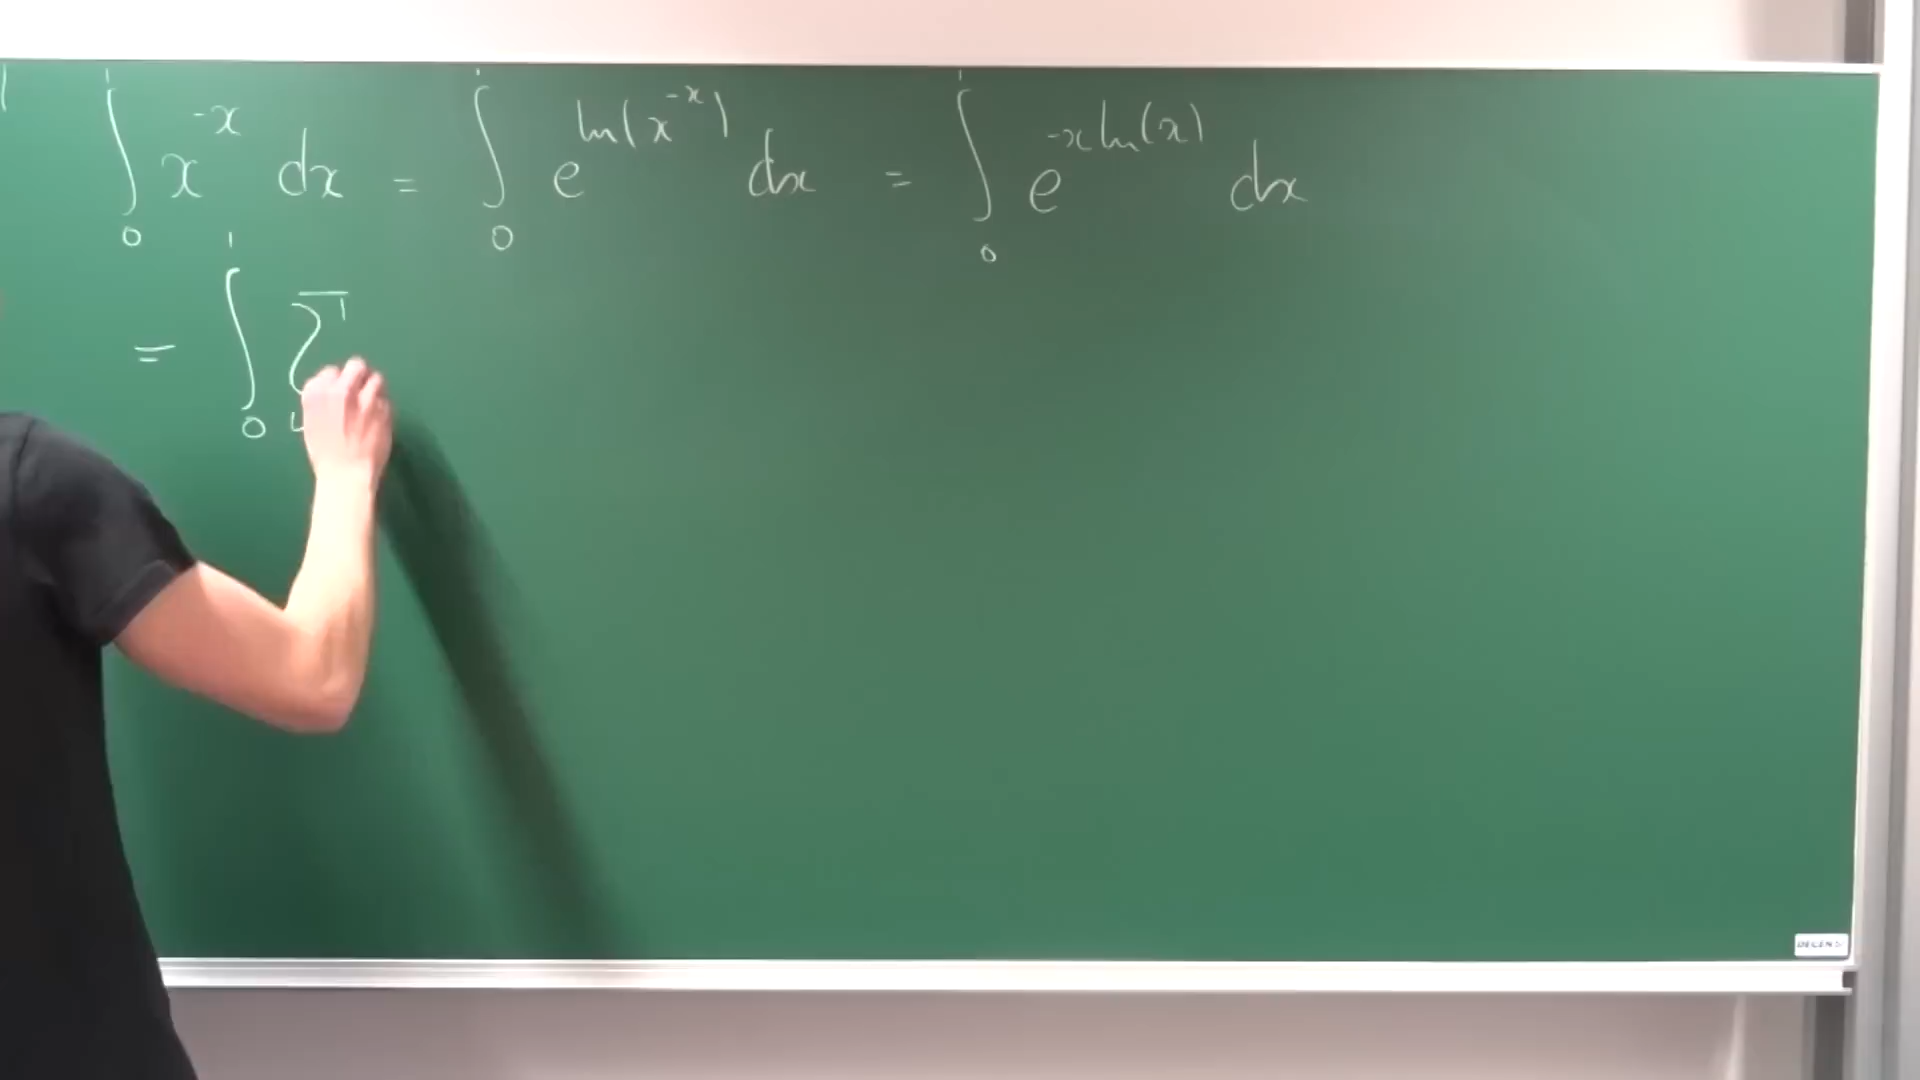 ∫₀¹ x^{-x} dx = ∫₀¹ e^{ln(x^{-x})} dx = ∫₀¹ e^{-x ln(x)} dx
= ∫₀¹ Σ